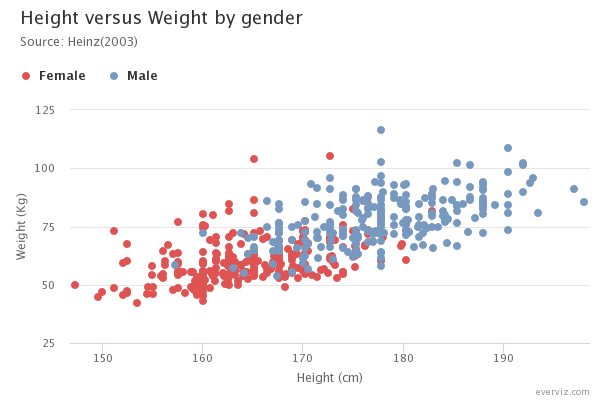 Height versus Weight by gender
Source: Heinz(2003)
Female Male
125
100
75
50
25
Weight (Kg)
150 160 170 180 190
Height (cm)
everviz.com